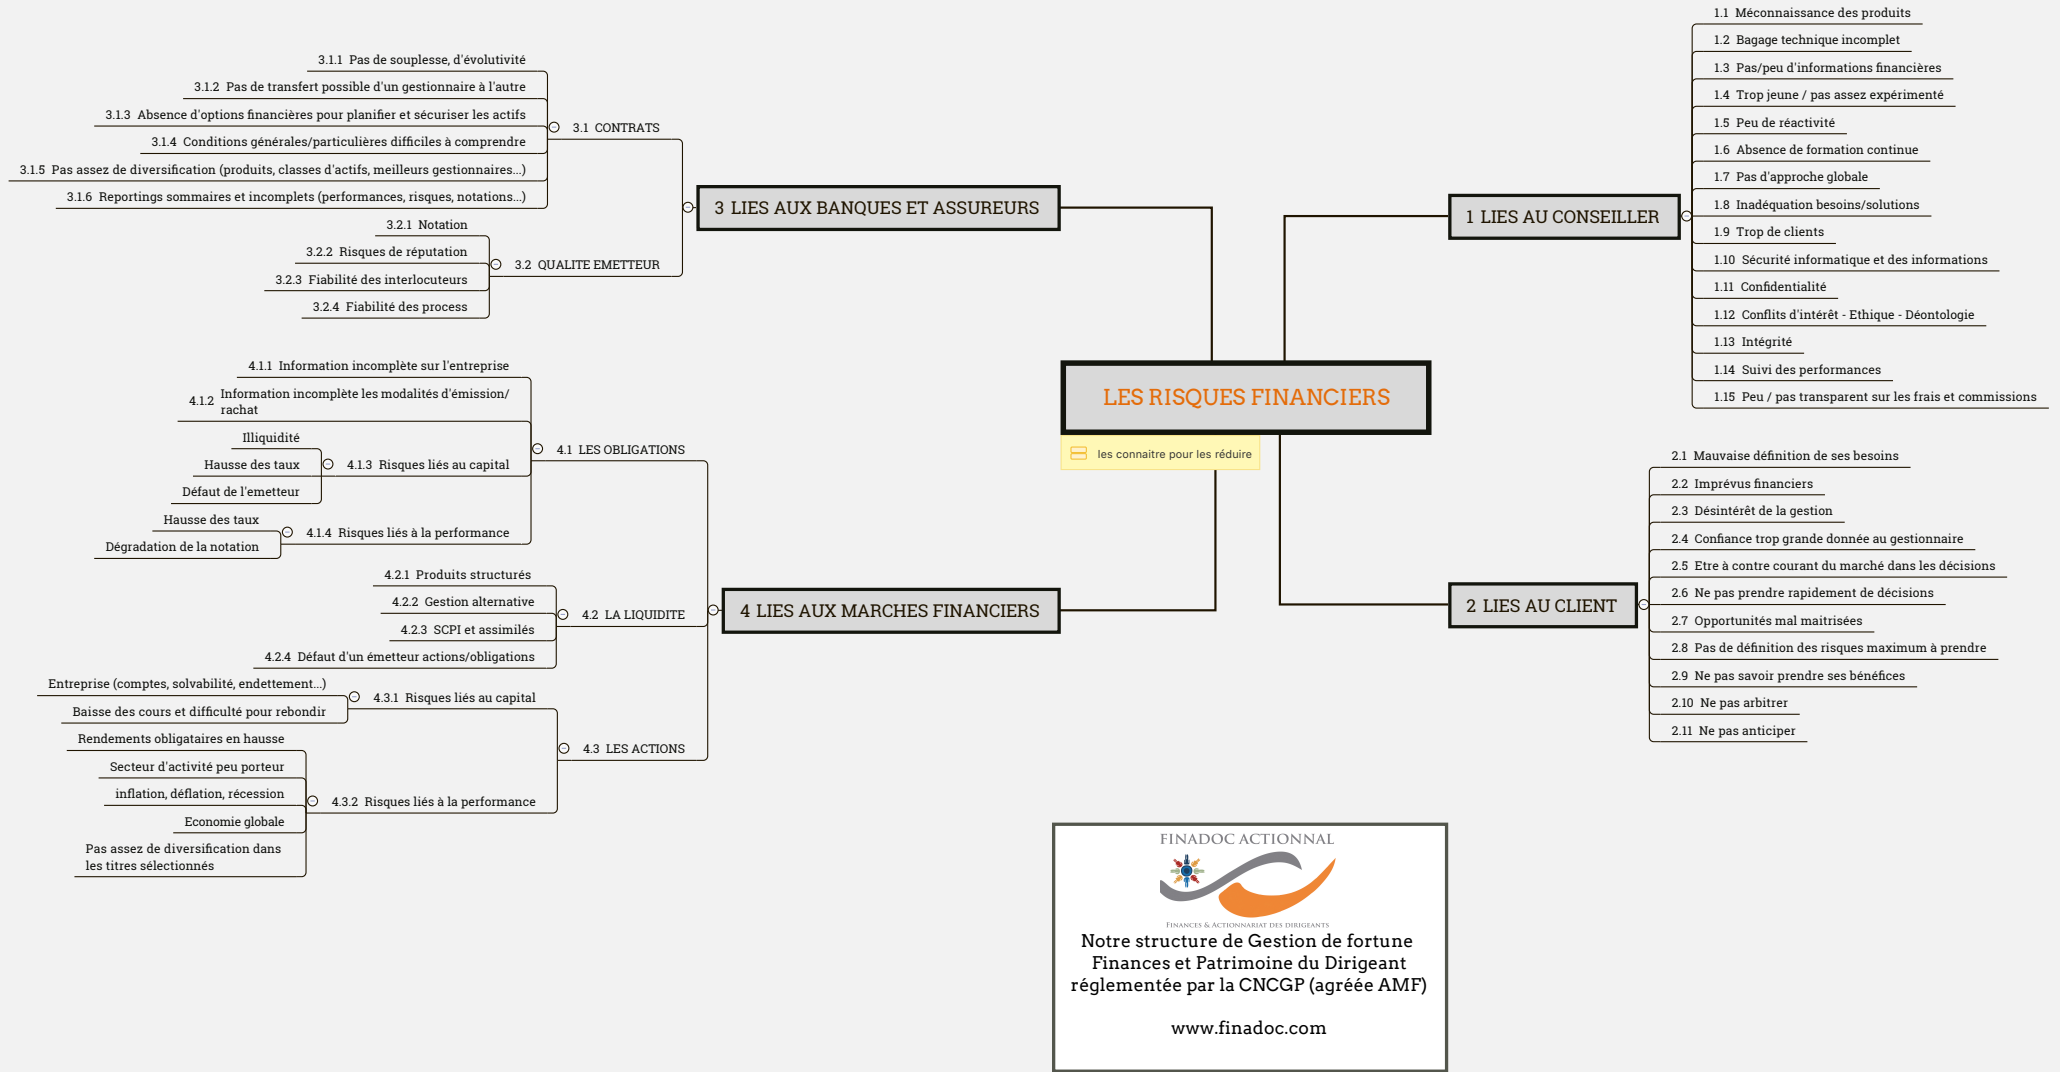 LES RISQUES FINANCIERS
les connaitre pour les réduire
1 LIES AU CONSEILLER
1.1 Méconnaissance des produits
1.2 Bagage technique incomplet
1.3 Pas/peu d'informations financières
1.4 Trop jeune / pas assez expérimenté
1.5 Peu de réactivité
1.6 Absence de formation continue
1.7 Pas d'approche globale
1.8 Inadéquation besoins/solutions
1.9 Trop de clients
1.10 Sécurité informatique et des informations
1.11 Confidentialité
1.12 Conflits d'intérêt - Ethique - Déontologie
1.13 Intégrité
1.14 Suivi des performances
1.15 Peu / pas transparent sur les frais et commissions
2 LIES AU CLIENT
2.1 Mauvaise définition de ses besoins
2.2 Imprévus financiers
2.3 Désintérêt de la gestion
2.4 Confiance trop grande donnée au gestionnaire
2.5 Etre à contre courant du marché dans les décisions
2.6 Ne pas prendre rapidement de décisions
2.7 Opportunités mal maitrisées
2.8 Pas de définition des risques maximum à prendre
2.9 Ne pas savoir prendre ses bénéfices
2.10 Ne pas arbitrer
2.11 Ne pas anticiper
3 LIES AUX BANQUES ET ASSUREURS
3.1 CONTRATS
3.1.1 Pas de souplesse, d'évolutivité
3.1.2 Pas de transfert possible d'un gestionnaire à l'autre
3.1.3 Absence d'options financières pour planifier et sécuriser les actifs
3.1.4 Conditions générales/particulières difficiles à comprendre
3.1.5 Pas assez de diversification (produits, classes d'actifs, meilleurs gestionnaires...)
3.1.6 Reportings sommaires et incomplets (performances, risques, notations...)
3.2 QUALITE EMETTEUR
3.2.1 Notation
3.2.2 Risques de réputation
3.2.3 Fiabilité des interlocuteurs
3.2.4 Fiabilité des process
4 LIES AUX MARCHES FINANCIERS
4.1 LES OBLIGATIONS
4.1.1 Information incomplète sur l'entreprise
4.1.2 Information incomplète les modalités d'émission/
rachat
4.1.3 Risques liés au capital
Illiquidité
Hausse des taux
Défaut de l'emetteur
4.1.4 Risques liés à la performance
Hausse des taux
Dégradation de la notation
4.2 LA LIQUIDITE
4.2.1 Produits structurés
4.2.2 Gestion alternative
4.2.3 SCPI et assimilés
4.2.4 Défaut d'un émetteur actions/obligations
4.3 LES ACTIONS
4.3.1 Risques liés au capital
Entreprise (comptes, solvabilité, endettement...)
Baisse des cours et difficulté pour rebondir
4.3.2 Risques liés à la performance
Rendements obligataires en hausse
Secteur d'activité peu porteur
inflation, déflation, récession
Economie globale
Pas assez de diversification dans
les titres sélectionnés
FINADOC ACTIONNAL
FINANCES & ACTIONNARIAT DES DIRIGEANTS
Notre structure de Gestion de fortune
Finances et Patrimoine du Dirigeant
réglementée par la CNCGP (agréée AMF)
www.finadoc.com